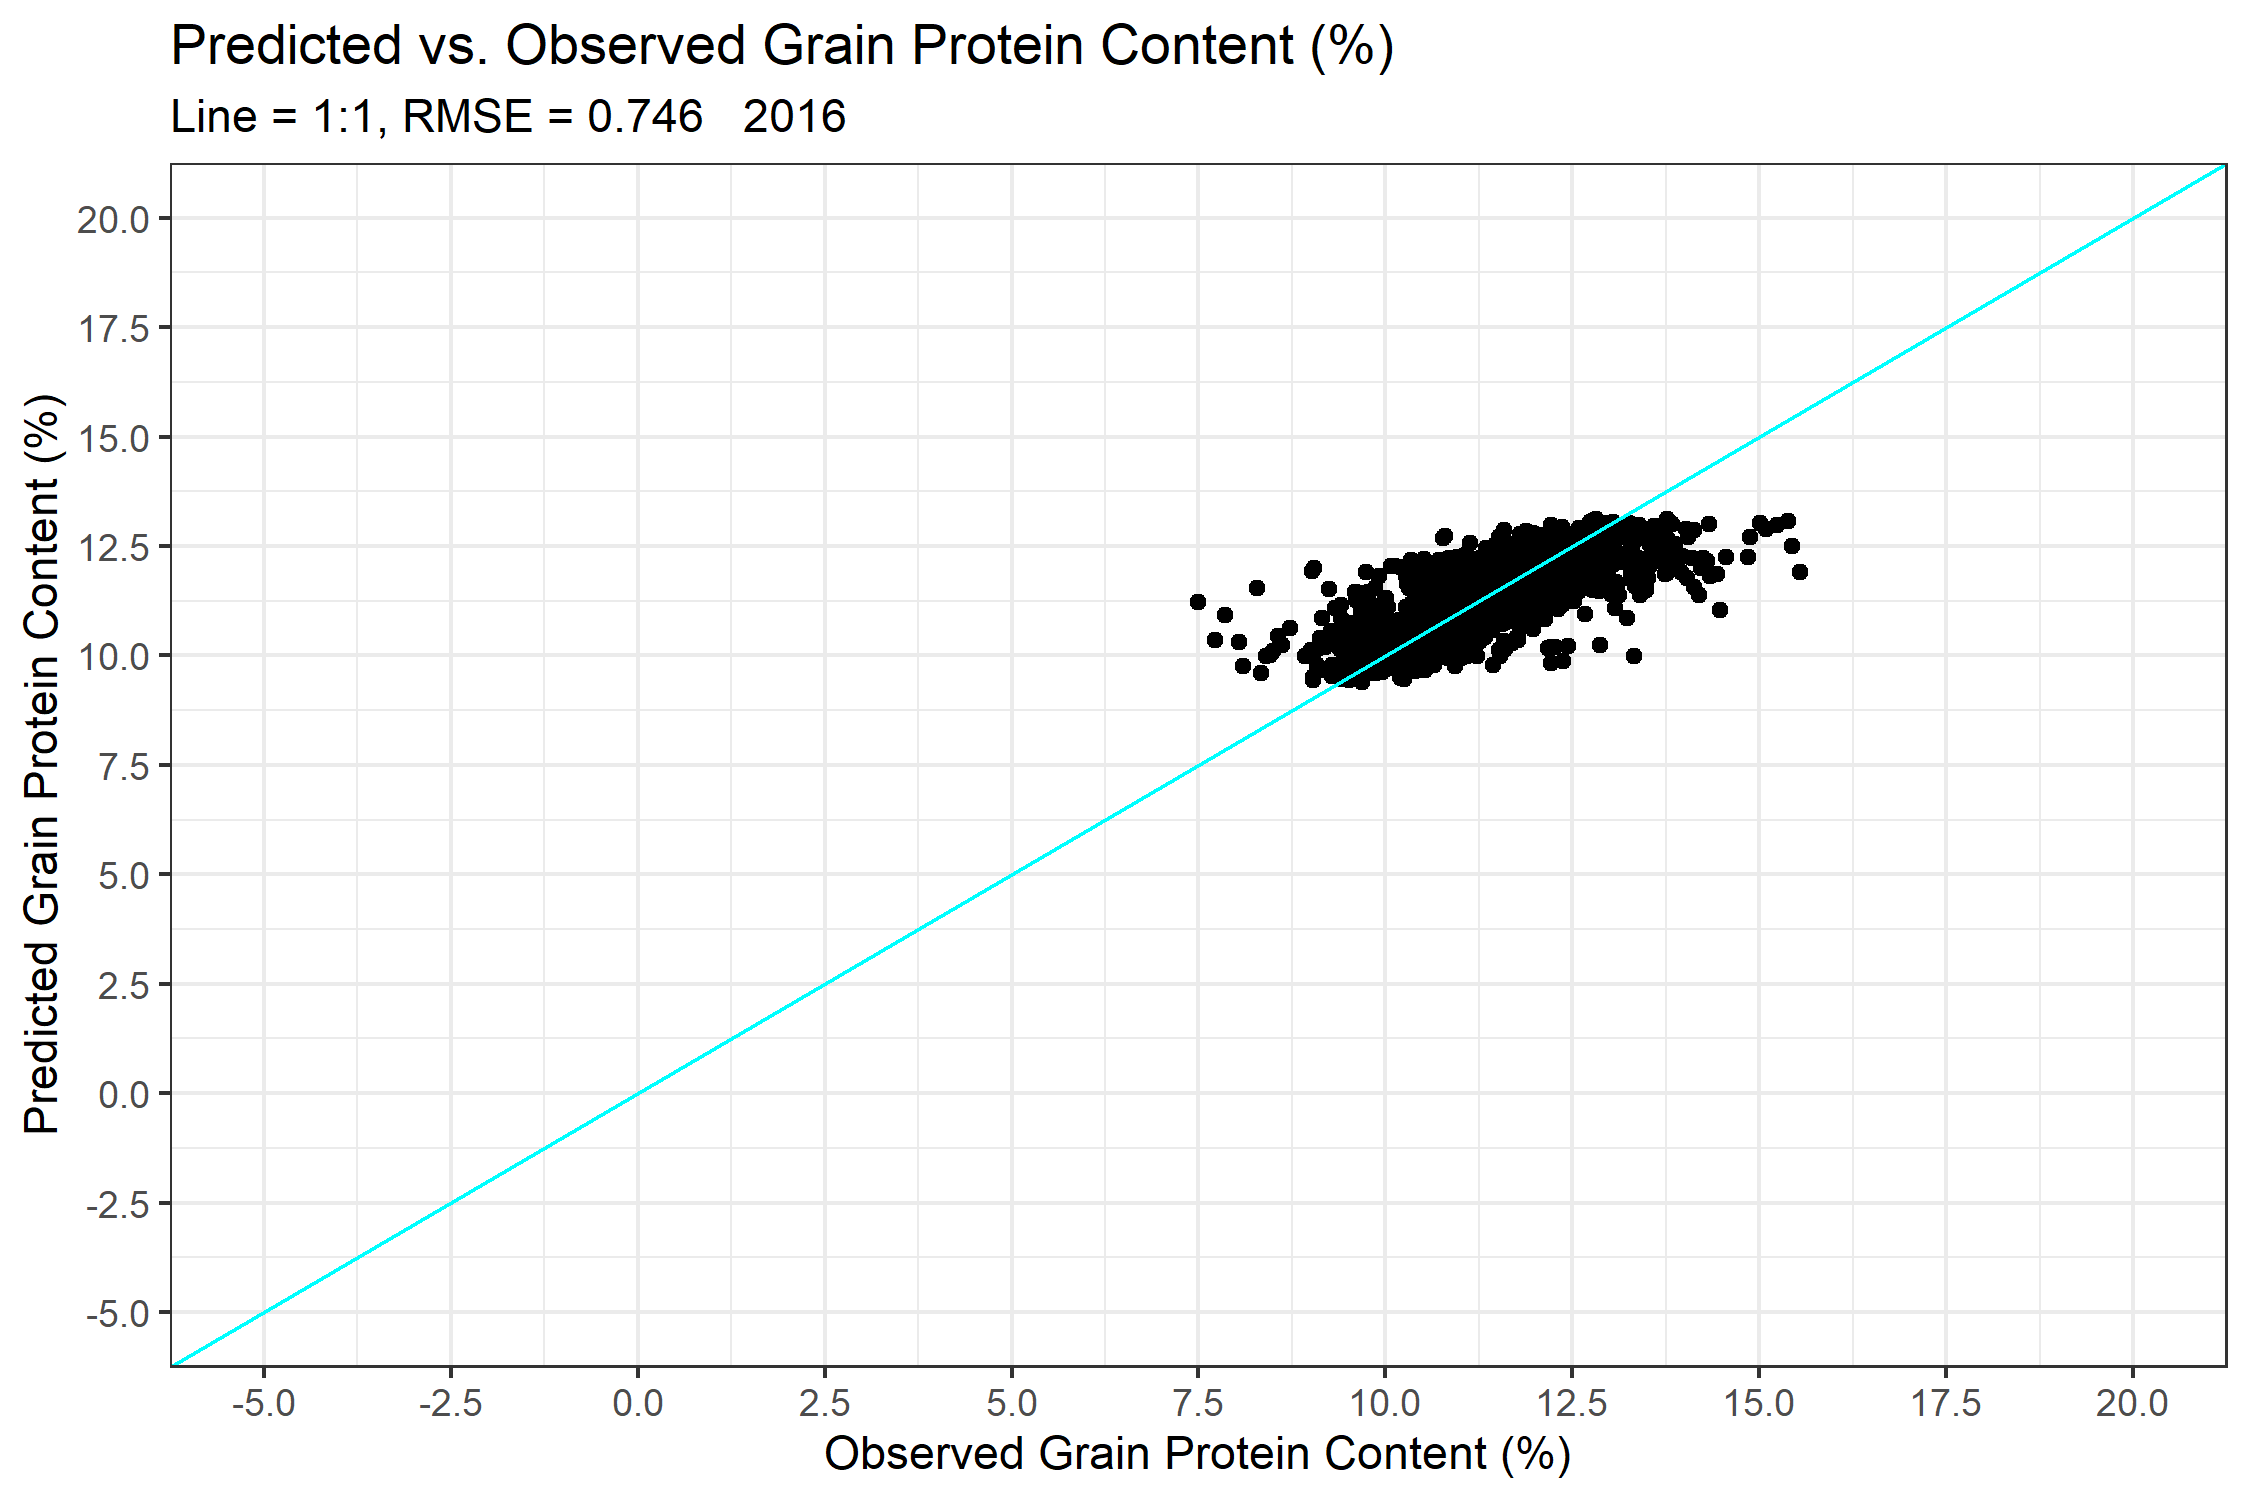 Predicted vs. Observed Grain Protein Content (%)
Line = 1:1, RMSE = 0.746   2016
Predicted Grain Protein Content (%)
20.0
17.5
15.0
12.5
10.0
7.5
5.0
2.5
0.0
-2.5
-5.0
-5.0 -2.5 0.0 2.5 5.0 7.5 10.0 12.5 15.0 17.5 20.0
Observed Grain Protein Content (%)